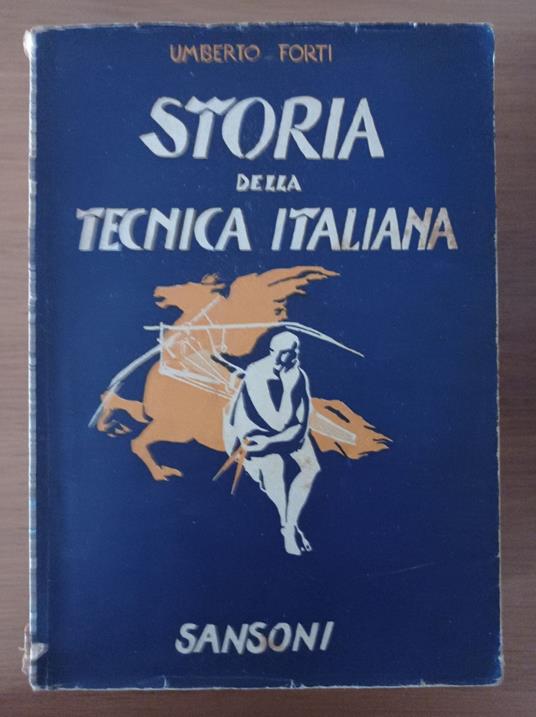 UMBERTO FORTI
STORIA
DELLA
TECNICA ITALIANA
SANSONI